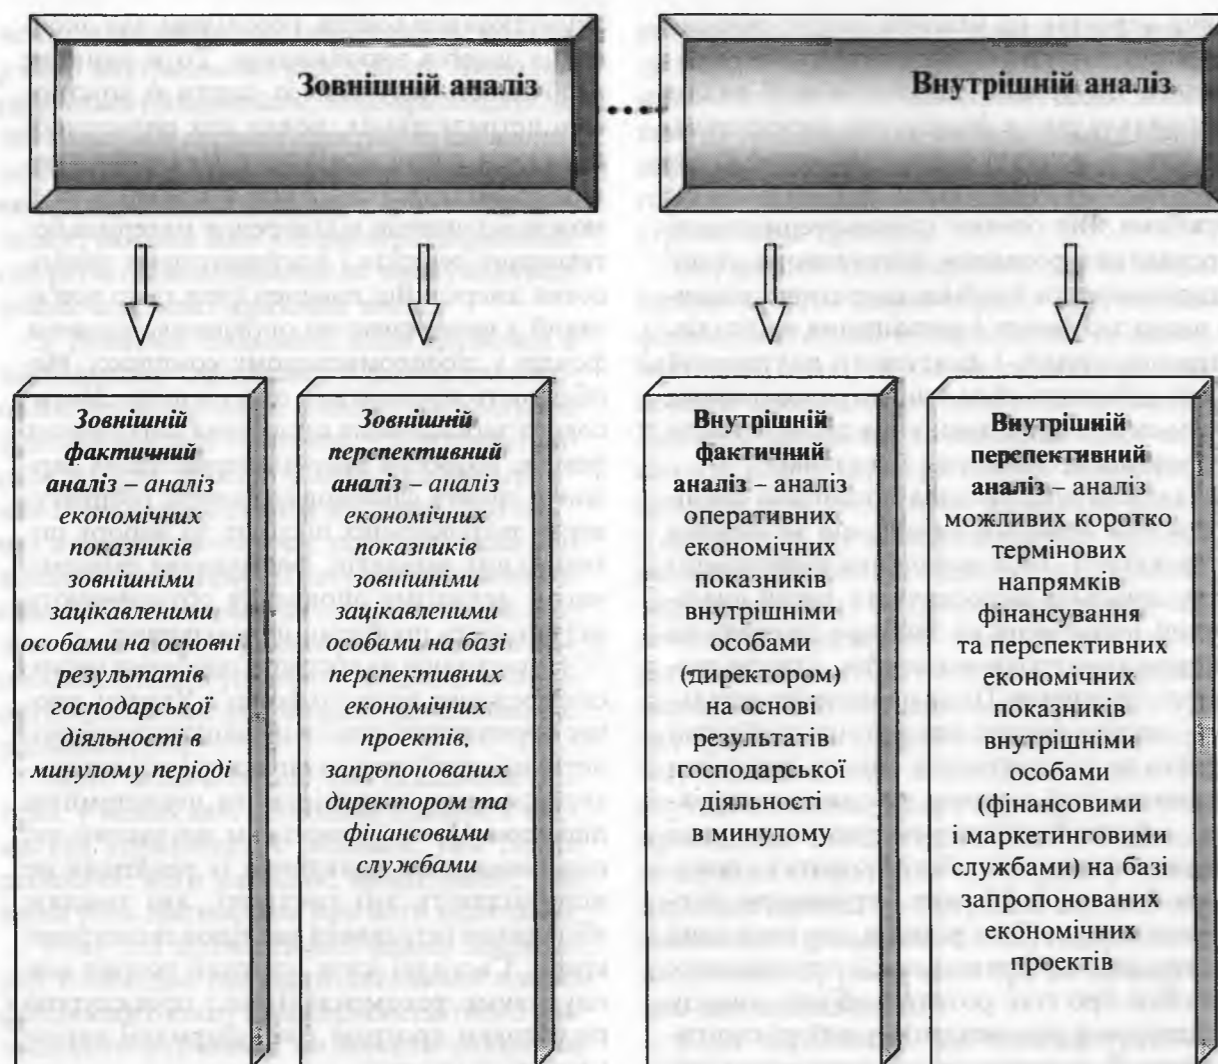 Зовнішній аналіз
Внутрішній аналіз
Зовнішній
фактичний
аналіз – аналіз
економічних
показників
зовнішніми
зацікавленими
особами на основні
результатів
господарської
діяльності в
минулому періоді
Зовнішній
перспективний
аналіз – аналіз
економічних
показників
зовнішніми
зацікавленими
особами на базі
перспективних
економічних
проектів,
запропонованих
директором та
фінансовими
службами
Внутрішній
фактичний
аналіз – аналіз
оперативних
економічних
показників
внутрішніми
особами
(директором)
на основі
результатів
господарської
діяльності
в минулому
Внутрішній
перспективний
аналіз – аналіз
можливих коротко
термінових
напрямків
фінансування
та перспективних
економічних
показників
внутрішніми
особами
(фінансовими
і маркетинговими
службами) на базі
запропонованих
економічних
проектів